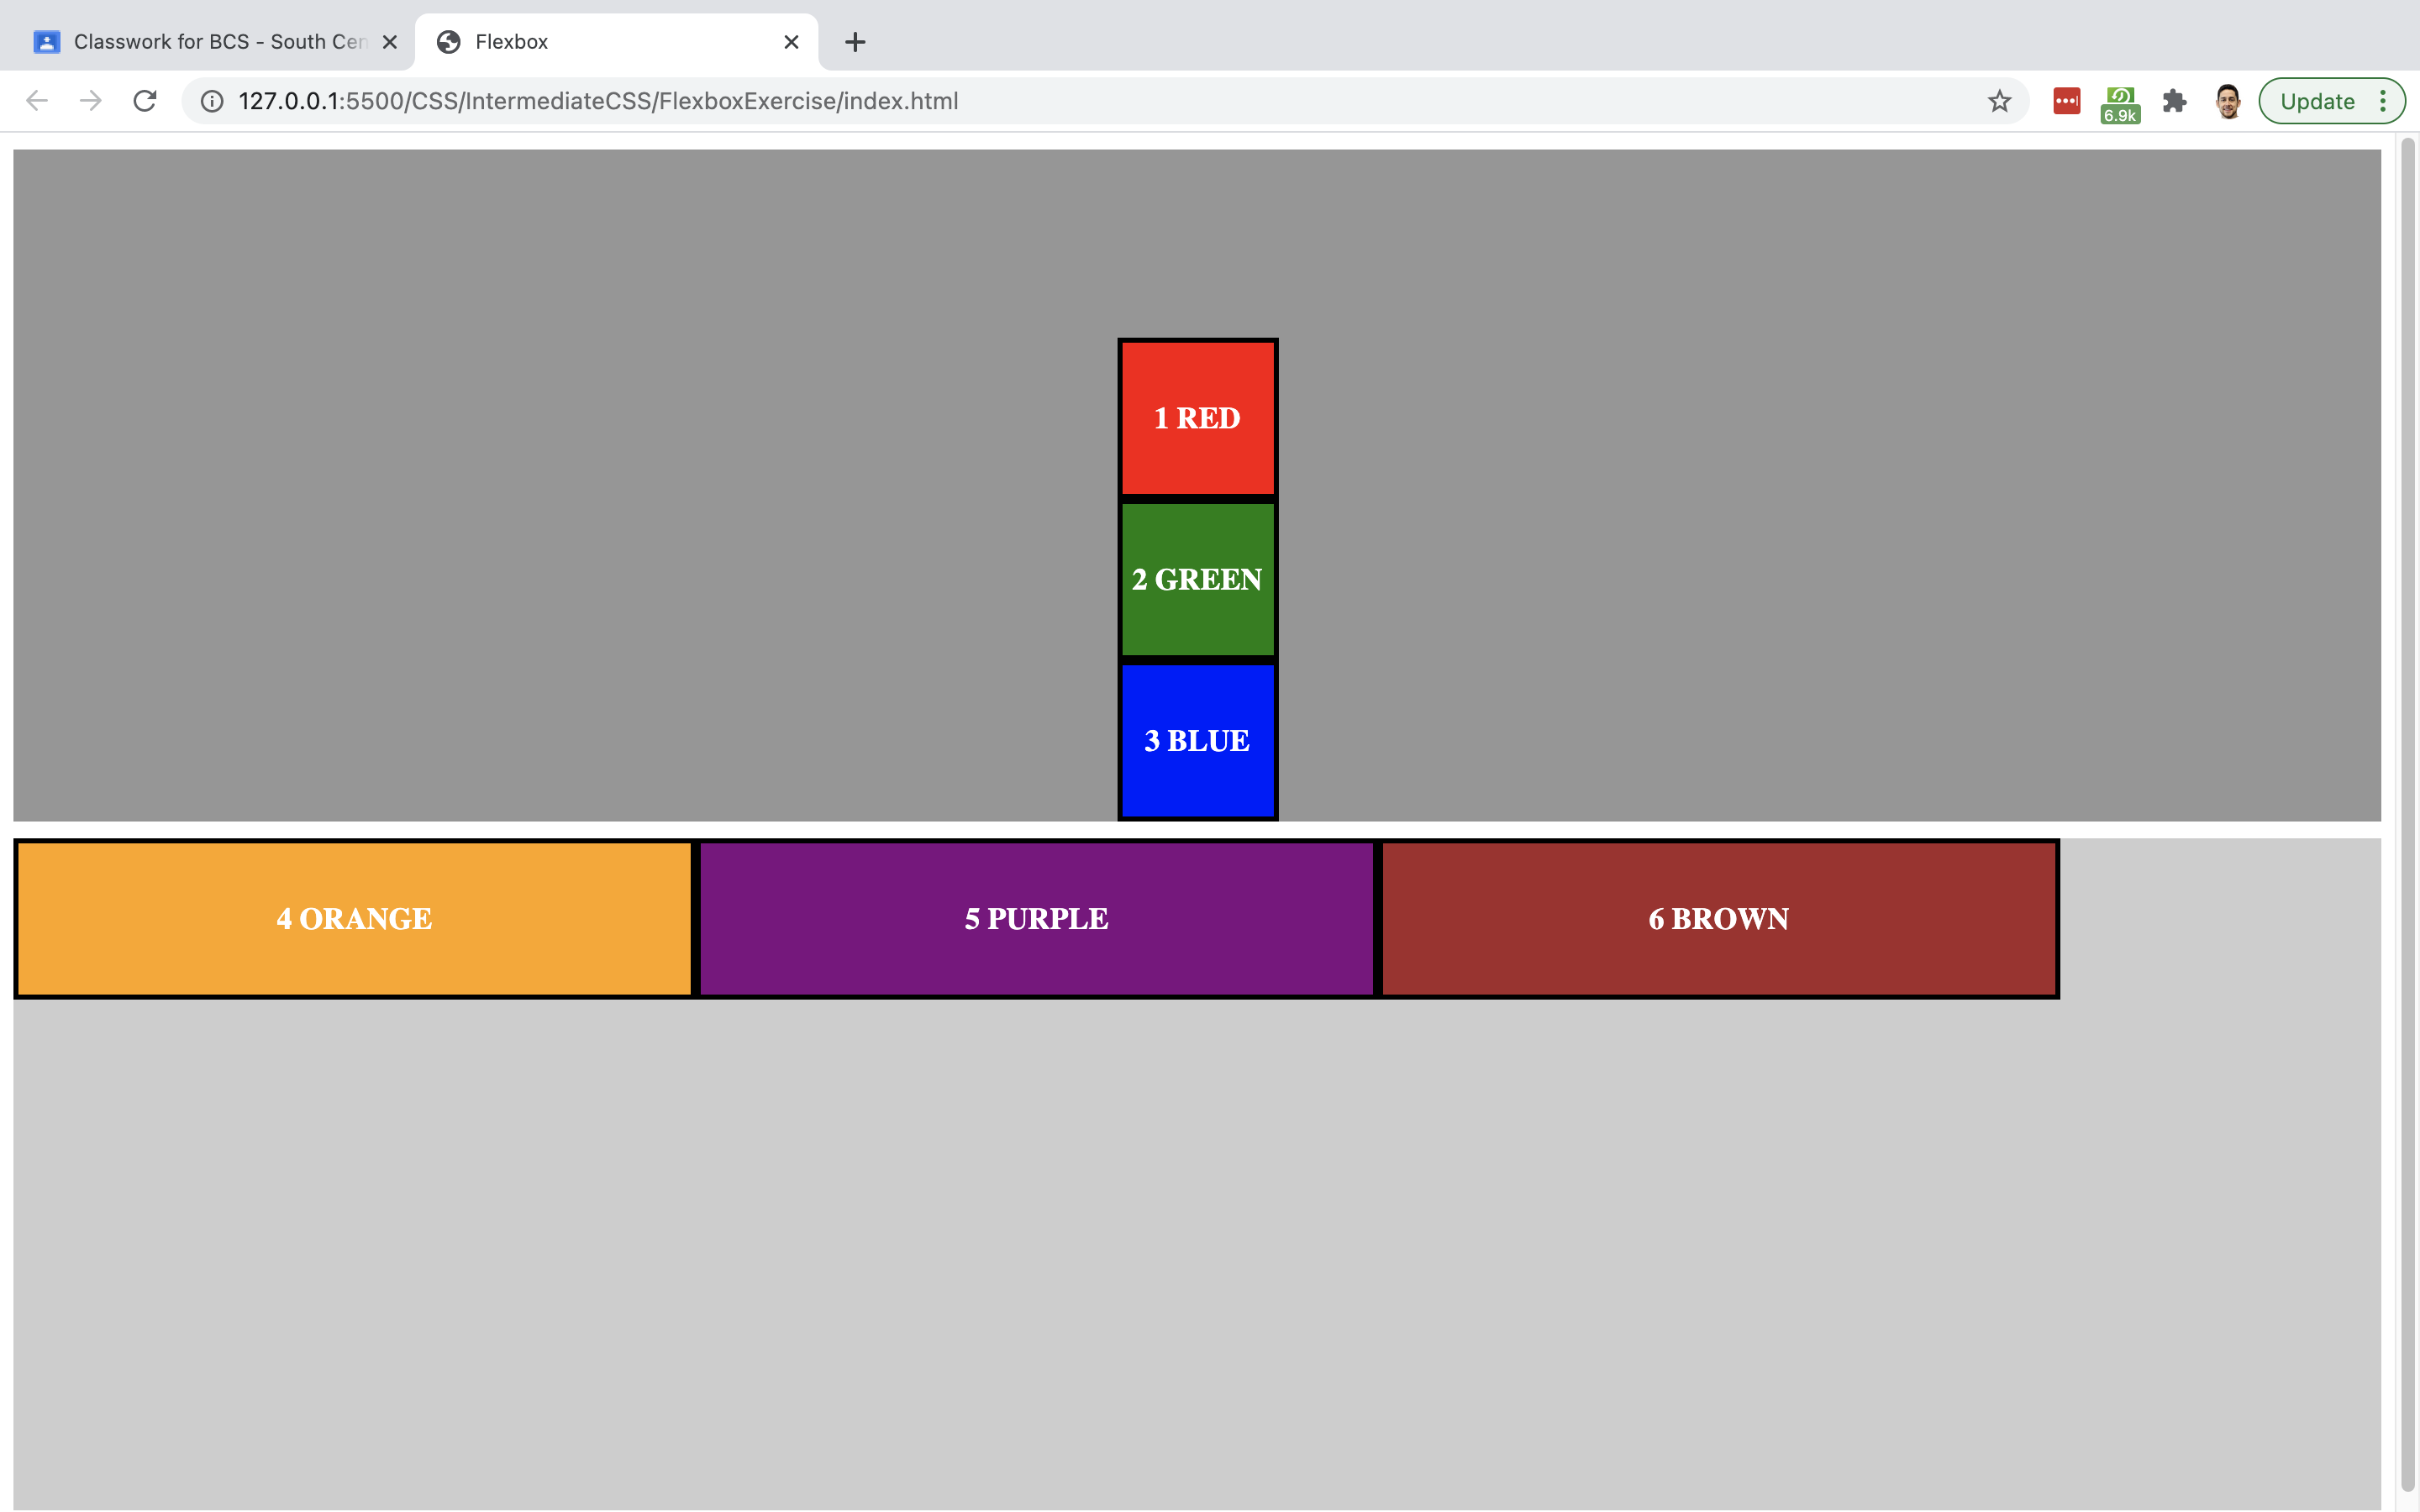 Classwork for BCS - South Cen
Flexbox
127.0.0.1:5500/CSS/IntermediateCSS/FlexboxExercise/index.html
6.9k
Update
1 RED
2 GREEN
3 BLUE
4 ORANGE
5 PURPLE
6 BROWN